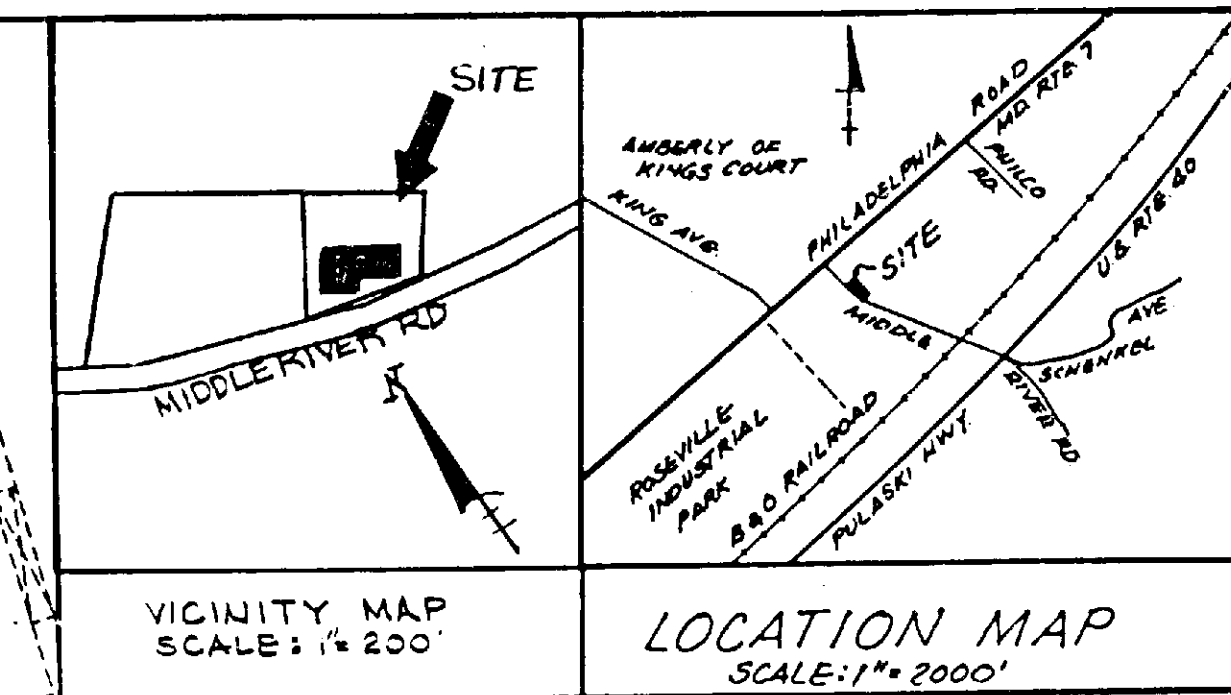 SITE
MIDDLE RIVER RD
N
VICINITY MAP
SCALE: 1"= 200'
AMBERLY OF
KINGS COURT
KING AVE.
PHILADELPHIA ROAD
MD. RTE. 7
PHILCO
RD.
SITE
MIDDLE
RIVER RD
SCHENKEL
AVE
U.S. RTE. 40
ROSEVILLE
INDUSTRIAL
PARK
B & O RAILROAD
PULASKI HWY.
LOCATION MAP
SCALE: 1"= 2000'